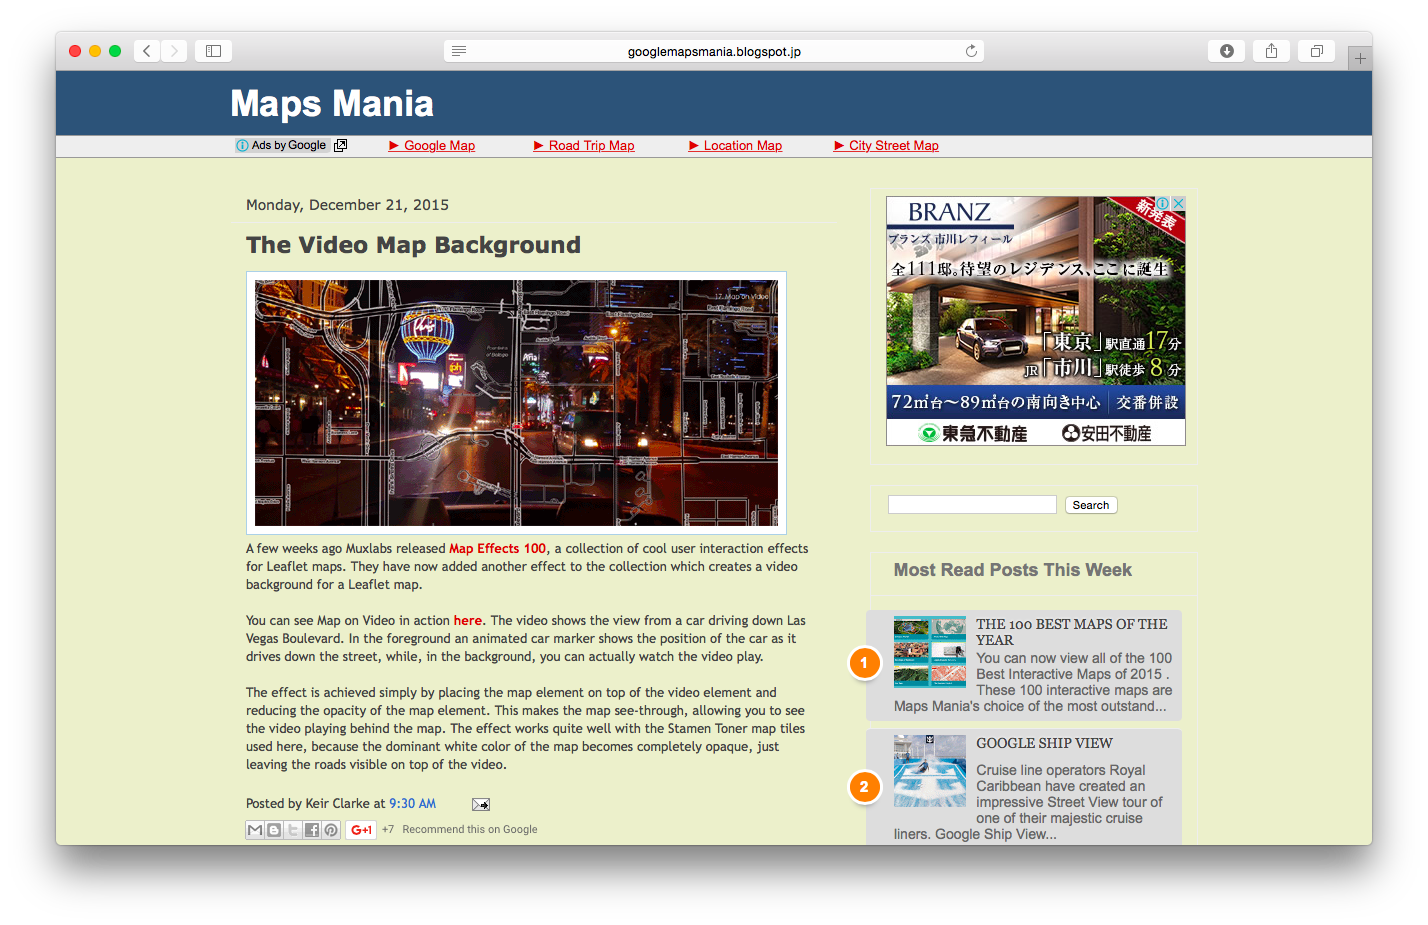 googlemapsmania.blogspot.jp
Maps Mania
Ads by Google
► Google Map
► Road Trip Map
► Location Map
► City Street Map
Monday, December 21, 2015
The Video Map Background
17. Map on Video
East Flamingo Road
East Flamingo Road
Paris
A few weeks ago Muxlabs released Map Effects 100, a collection of cool user interaction effects
for Leaflet maps. They have now added another effect to the collection which creates a video
background for a Leaflet map.
You can see Map on Video in action here. The video shows the view from a car driving down Las
Vegas Boulevard. In the foreground an animated car marker shows the position of the car as it
drives down the street, while, in the background, you can actually watch the video play.
The effect is achieved simply by placing the map element on top of the video element and
reducing the opacity of the map element. This makes the map see-through, allowing you to see
the video playing behind the map. The effect works quite well with the Stamen Toner map tiles
used here, because the dominant white color of the map becomes completely opaque, just
leaving the roads visible on top of the video.
Posted by Keir Clarke at 9:30 AM
G+1 +7 Recommend this on Google
BRANZ
新発表
ブランズ 市川レフィール
全111邸。待望のレジデンス、ここに誕生
「東京」駅直通17分
JR「市川」駅徒歩 8 分
72㎡台~89㎡台の南向き中心 交番併設
東急不動産 安田不動産
Search
Most Read Posts This Week
1
THE 100 BEST MAPS OF THE
YEAR
You can now view all of the 100
Best Interactive Maps of 2015 .
These 100 interactive maps are
Maps Mania's choice of the most outstand...
2
GOOGLE SHIP VIEW
Cruise line operators Royal
Caribbean have created an
impressive Street View tour of
one of their majestic cruise
liners. Google Ship View...